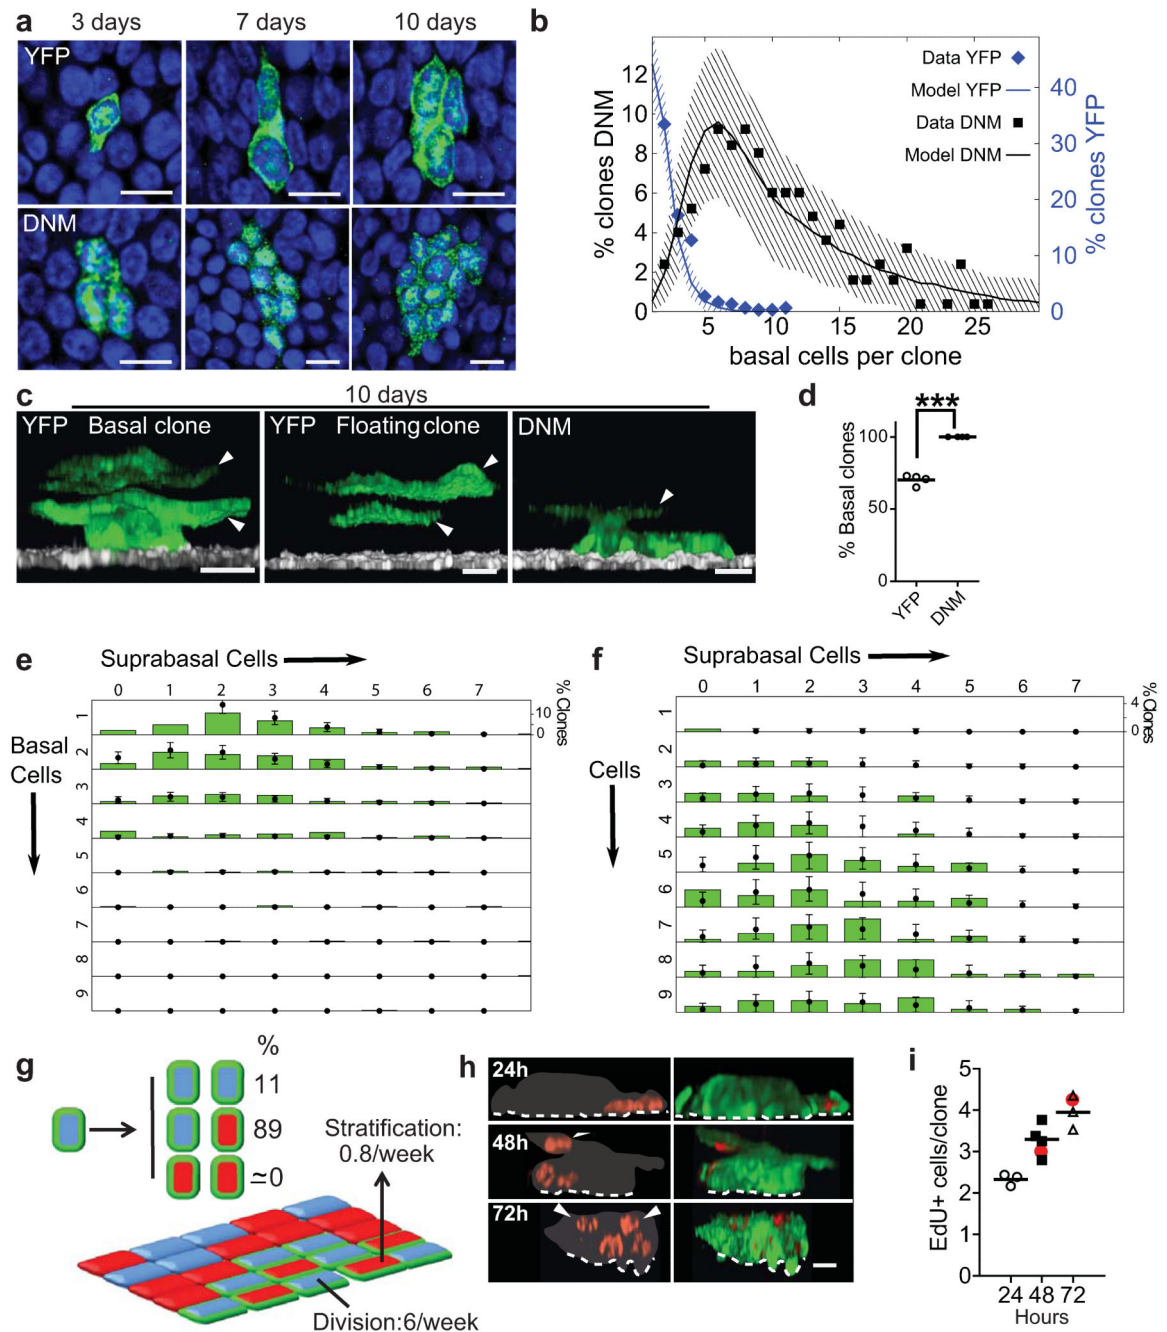 a
3 days 7 days 10 days
YFP
DNM
b
% clones DNM
12
10
8
6
4
2
0
5 10 15 20 25
basal cells per clone
Data YFP
Model YFP
Data DNM
Model DNM
40
30
20
10
0
% clones YFP
c
10 days
YFP Basal clone
YFP Floating clone
DNM
d
***
% Basal clones
100
50
0
YFP
DNM
e
Suprabasal Cells
0 1 2 3 4 5 6 7
% Clones
10
0
Basal
Cells
1
2
3
4
5
6
7
8
9
f
Suprabasal Cells
0 1 2 3 4 5 6 7
% Clones
4
2
0
Cells
1
2
3
4
5
6
7
8
9
g
%
11
89
≃0
Stratification:
0.8/week
Division:6/week
h
24h
48h
72h
i
EdU+ cells/clone
5
4
3
2
1
0
24 48 72
Hours